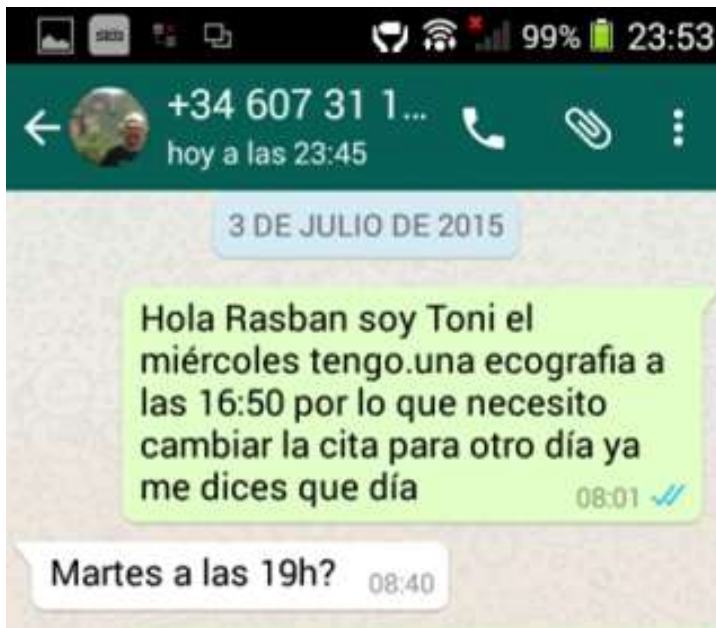 99% 23:53
+34 607 31 1...
hoy a las 23:45
3 DE JULIO DE 2015
Hola Rasban soy Toni el
miércoles tengo.una ecografia a
las 16:50 por lo que necesito
cambiar la cita para otro día ya
me dices que día 08:01
Martes a las 19h? 08:40